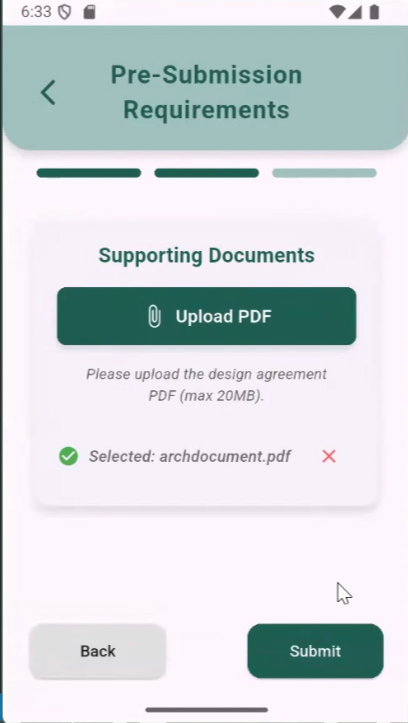 6:33
Pre-Submission
Requirements
Supporting Documents
Upload PDF
Please upload the design agreement
PDF (max 20MB).
Selected: archdocument.pdf
Back
Submit